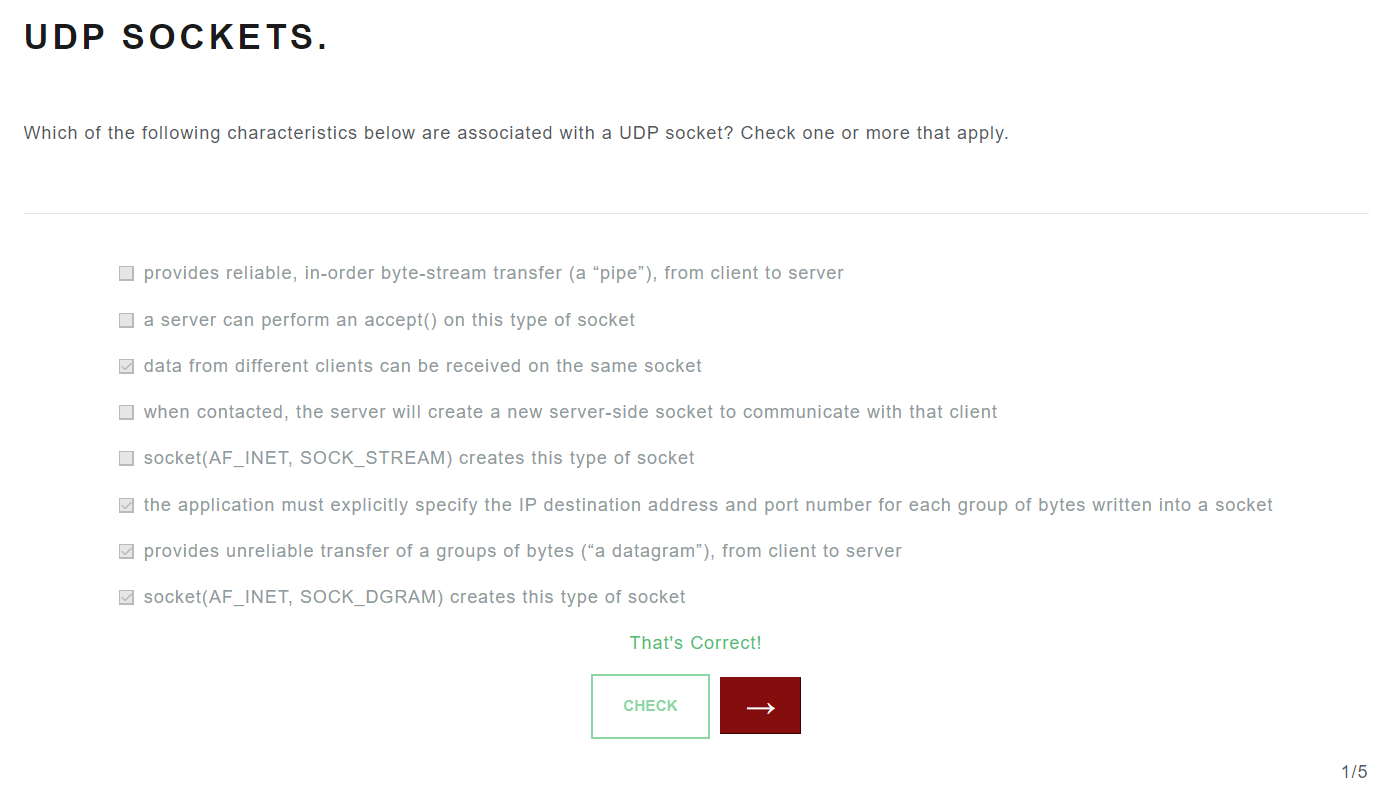 UDP SOCKETS.
Which of the following characteristics below are associated with a UDP socket? Check one or more that apply.
provides reliable, in-order byte-stream transfer (a “pipe”), from client to server
a server can perform an accept() on this type of socket
data from different clients can be received on the same socket
when contacted, the server will create a new server-side socket to communicate with that client
socket(AF_INET, SOCK_STREAM) creates this type of socket
the application must explicitly specify the IP destination address and port number for each group of bytes written into a socket
provides unreliable transfer of a groups of bytes (“a datagram”), from client to server
socket(AF_INET, SOCK_DGRAM) creates this type of socket
That's Correct!
CHECK →
1/5